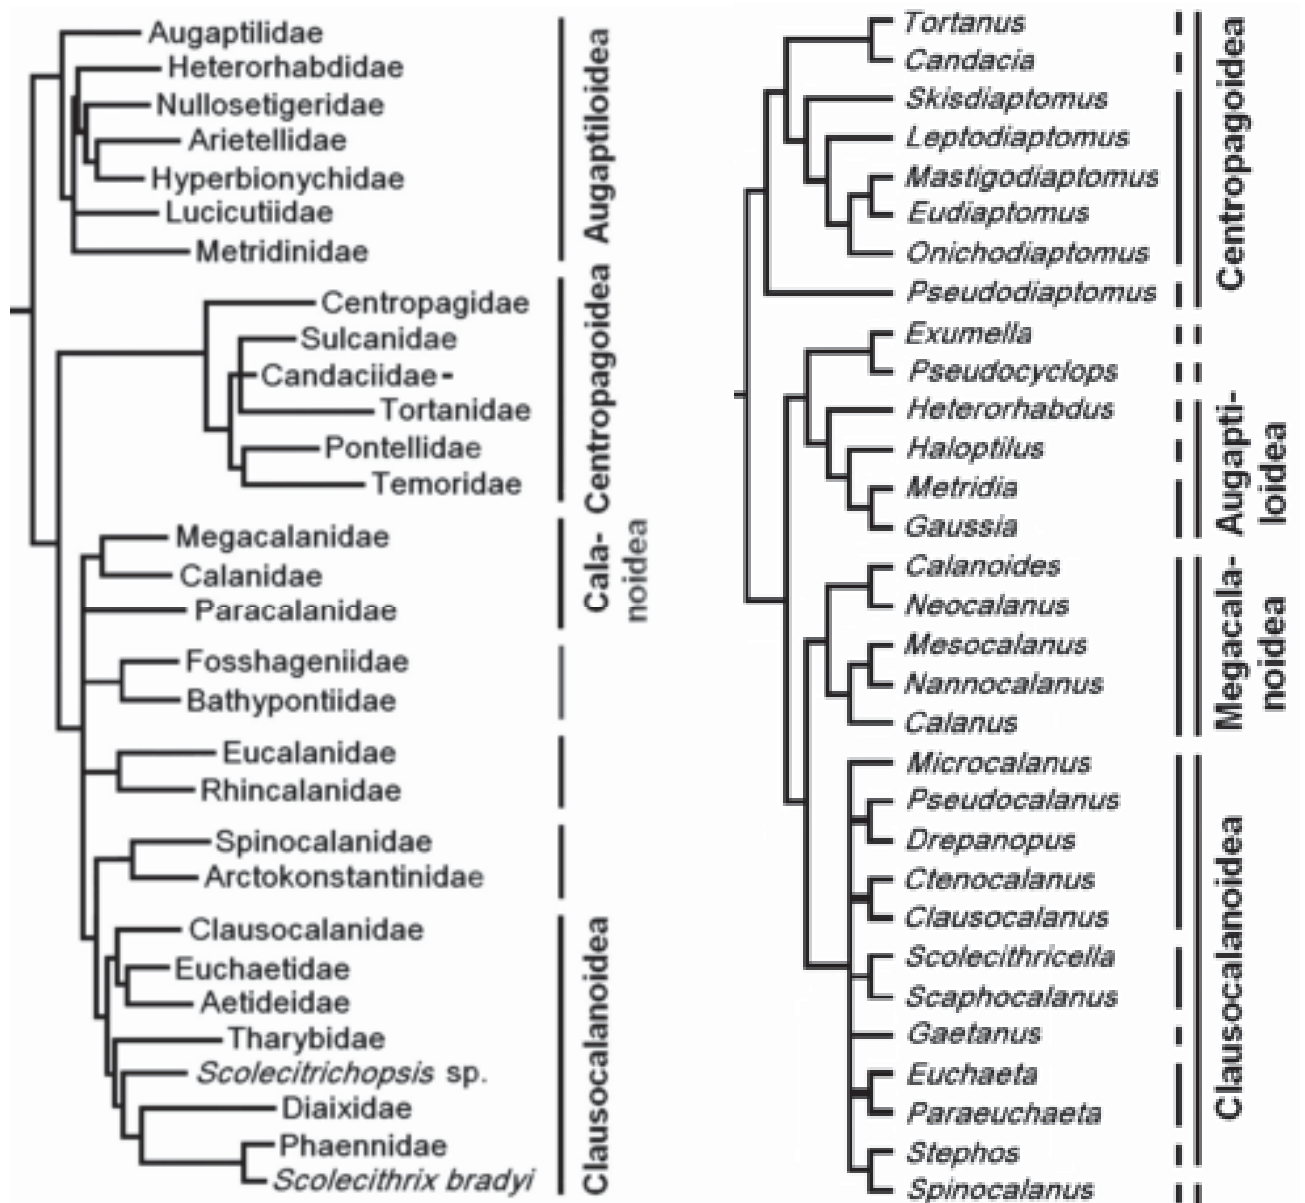 Augaptilidae
Heterorhabdidae
Nullosetigeridae
Arietellidae
Hyperbionychidae
Lucicutiidae
Metridinidae
Augaptiloidea
Centropagidae
Sulcanidae
Candaciidae-
Tortanidae
Pontellidae
Temoridae
Centropagoidea
Megacalanidae
Calanidae
Paracalanidae
Cala-
noidea
Fosshageniidae
Bathypontiidae
Eucalanidae
Rhincalanidae
Spinocalanidae
Arctokonstantinidae
Clausocalanidae
Euchaetidae
Aetideidae
Tharybidae
Scolecitrichopsis sp.
Diaixidae
Phaennidae
Scolecithrix bradyi
Clausocalanoidea
Tortanus
Candacia
Skisdiaptomus
Leptodiaptomus
Mastigodiaptomus
Eudiaptomus
Onichodiaptomus
Pseudodiaptomus
Centropagoidea
Exumella
Pseudocyclops
Heterorhabdus
Haloptilus
Metridia
Gaussia
Augapti-
loidea
Calanoides
Neocalanus
Mesocalanus
Nannocalanus
Calanus
Megacala-
noidea
Microcalanus
Pseudocalanus
Drepanopus
Ctenocalanus
Clausocalanus
Scolecithricella
Scaphocalanus
Gaetanus
Euchaeta
Paraeuchaeta
Stephos
Spinocalanus
Clausocalanoidea